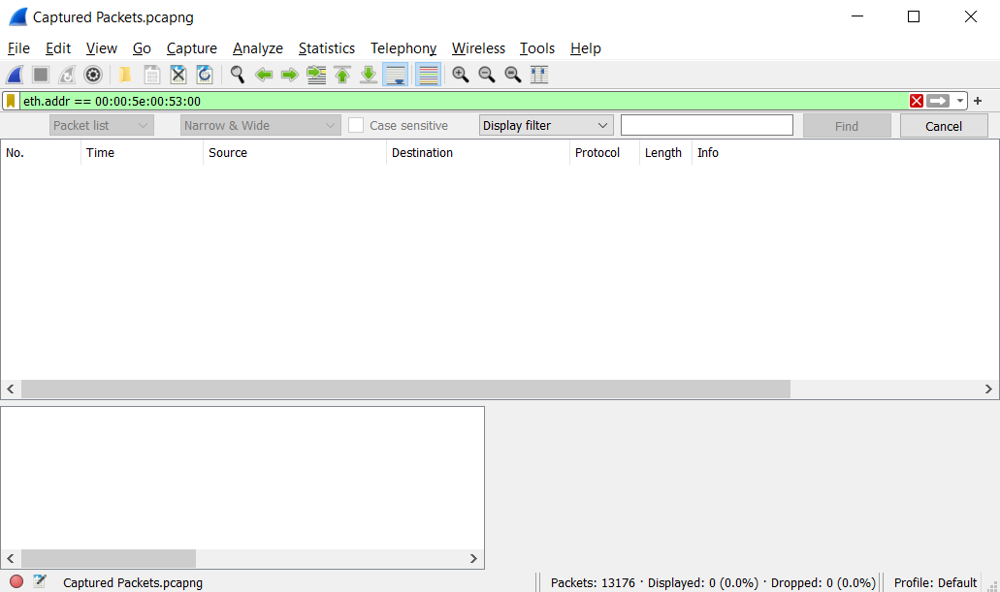 Captured Packets.pcapng
File Edit View Go Capture Analyze Statistics Telephony Wireless Tools Help
eth.addr == 00:00:5e:00:53:00
Packet list Narrow & Wide Case sensitive Display filter Find Cancel
No. Time Source Destination Protocol Length Info
Captured Packets.pcapng Packets: 13176 · Displayed: 0 (0.0%) · Dropped: 0 (0.0%) Profile: Default